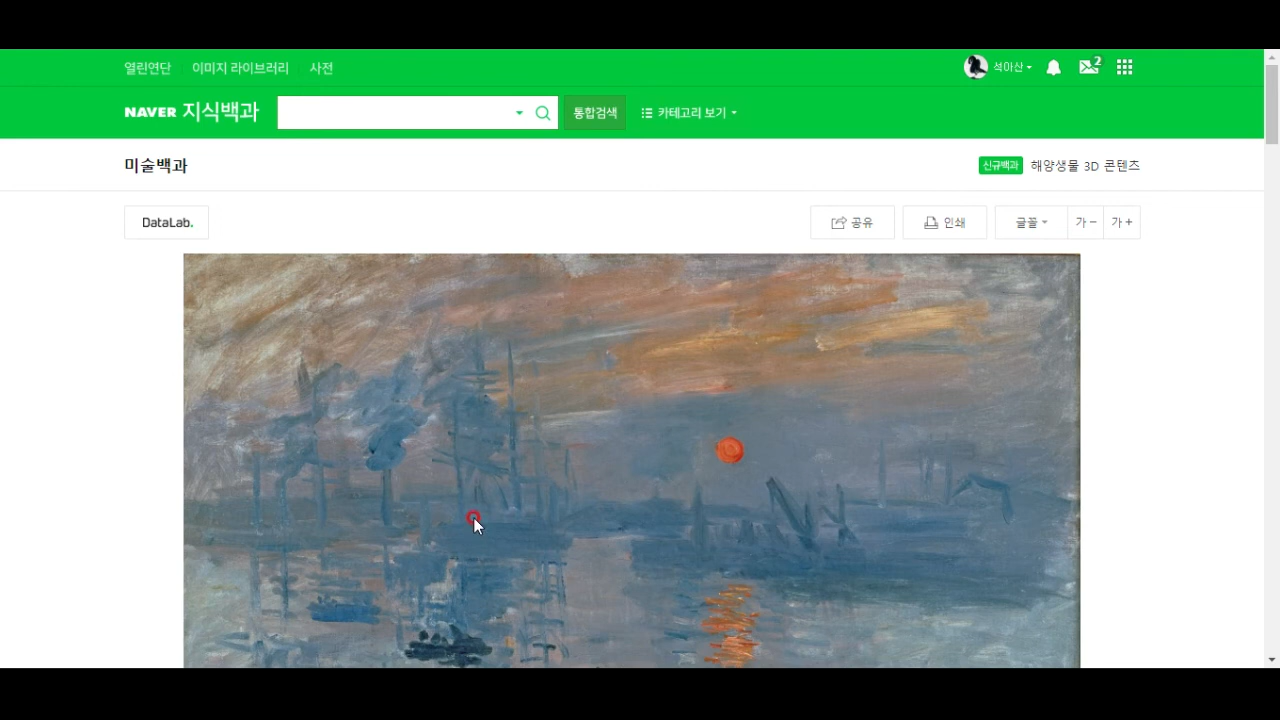 열린연단 이미지 라이브러리 사전 석마산 2
NAVER 지식백과 통합검색 카테고리 보기
미술백과 신규백과 해양생물 3D 콘텐츠
DataLab. 공유 인쇄 글꼴 가- 가+